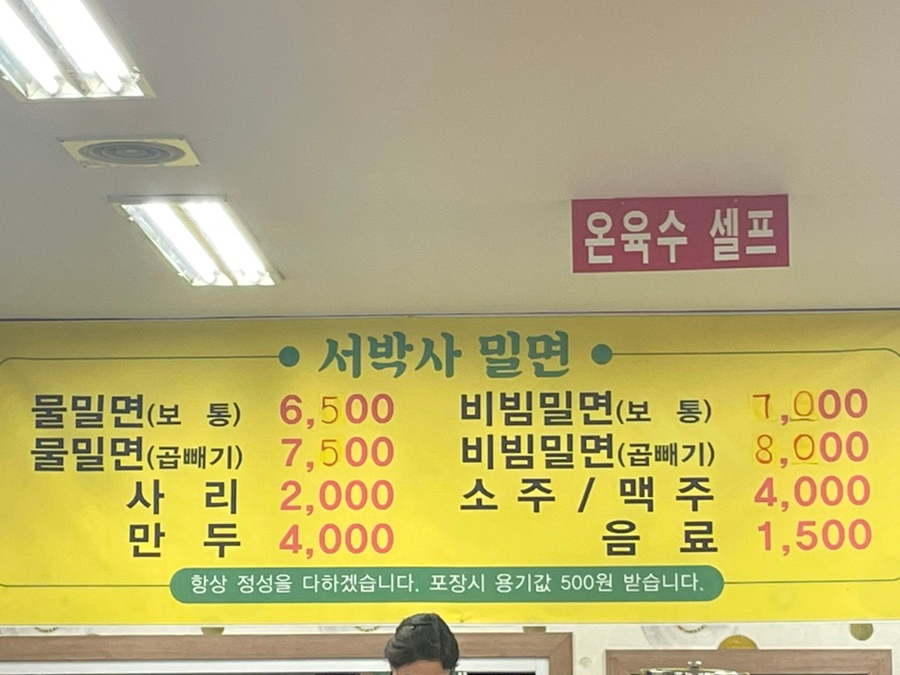 온육수 셀프
서박사 밀면
물밀면(보 통) 6,500
물밀면(곱빼기) 7,500
사 리 2,000
만 두 4,000
비빔밀면(보 통) 7,000
비빔밀면(곱빼기) 8,000
소 주 / 맥 주 4,000
음 료 1,500
항상 정성을 다하겠습니다. 포장시 용기값 500원 받습니다.